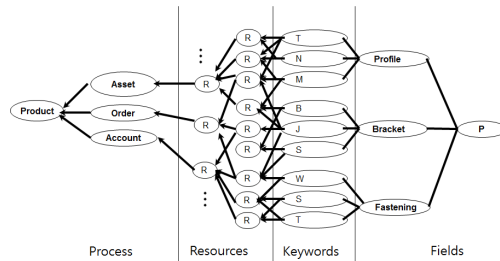 R T
R N Profile
R M
Asset R R
R B
Product Order R R J Bracket P
Account R S
R R W
R S Fastening
R T
Process Resources Keywords Fields